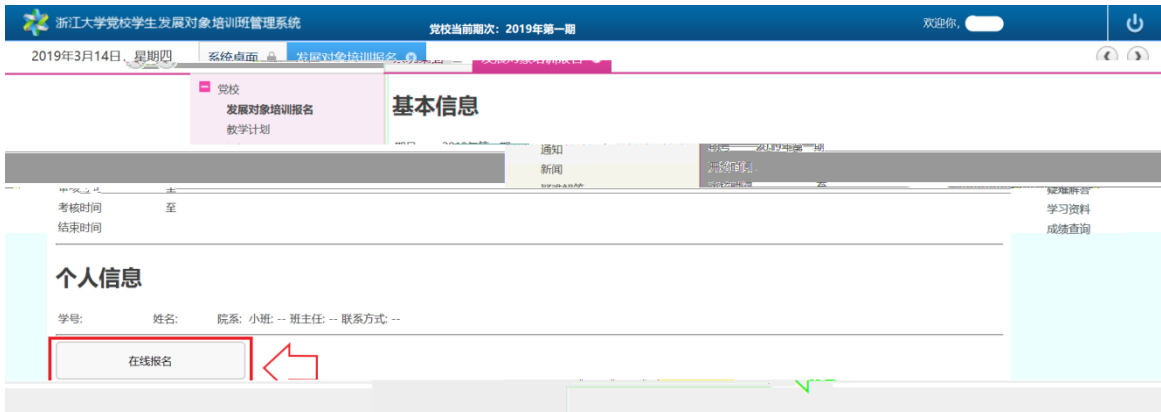 浙江大学党校学生发展对象培训班管理系统
党校当前期次：2019年第一期
欢迎你,
2019年3月14日、星期四
系统桌面
发展对象培训报名
党校
发展对象培训报名
教学计划
基本信息
通知
新闻
疑难解答
学习资料
成绩查询
考核时间 至
结束时间
个人信息
学号: 姓名: 院系: 小班: -- 班主任: -- 联系方式: --
在线报名